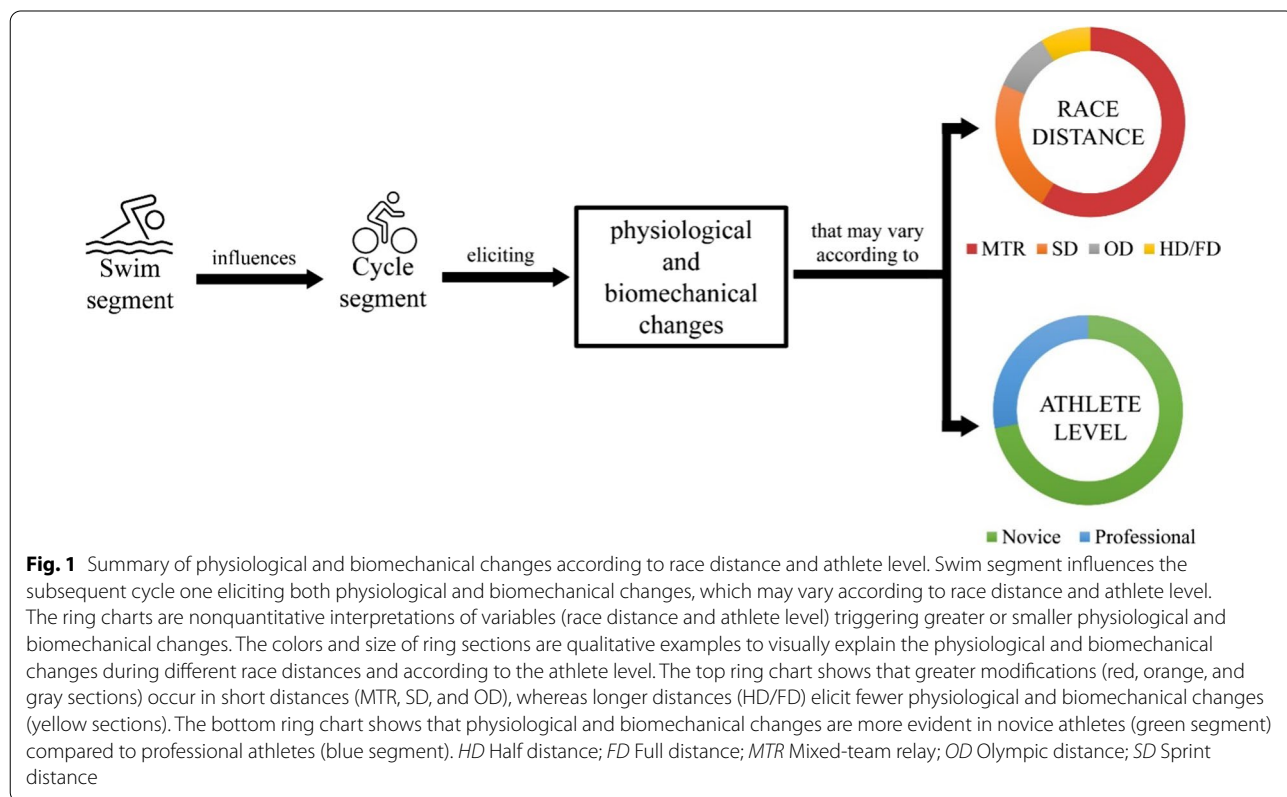 Swim
segment
influences
Cycle
segment
eliciting
physiological
and
biomechanical
changes
that may vary
according to
RACE
DISTANCE
MTR SD OD HD/FD
ATHLETE
LEVEL
Novice Professional
Fig. 1 Summary of physiological and biomechanical changes according to race distance and athlete level. Swim segment influences the
subsequent cycle one eliciting both physiological and biomechanical changes, which may vary according to race distance and athlete level.
The ring charts are nonquantitative interpretations of variables (race distance and athlete level) triggering greater or smaller physiological and
biomechanical changes. The colors and size of ring sections are qualitative examples to visually explain the physiological and biomechanical
changes during different race distances and according to the athlete level. The top ring chart shows that greater modifications (red, orange, and
gray sections) occur in short distances (MTR, SD, and OD), whereas longer distances (HD/FD) elicit fewer physiological and biomechanical changes
(yellow sections). The bottom ring chart shows that physiological and biomechanical changes are more evident in novice athletes (green segment)
compared to professional athletes (blue segment). HD Half distance; FD Full distance; MTR Mixed-team relay; OD Olympic distance; SD Sprint
distance